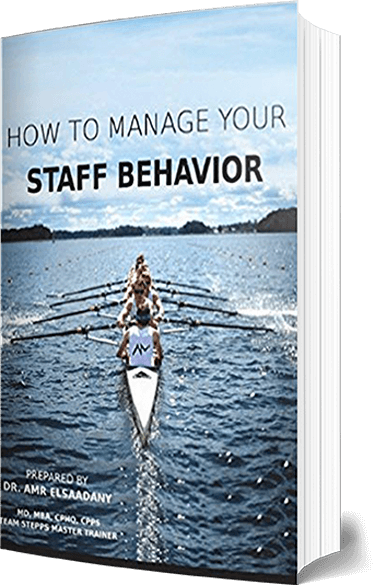 HOW TO MANAGE YOUR
STAFF BEHAVIOR
PREPARED BY
DR. AMR ELSAADANY
MD, MBA, CPHQ, CPPS
TEAM STEPPS MASTER TRAINER